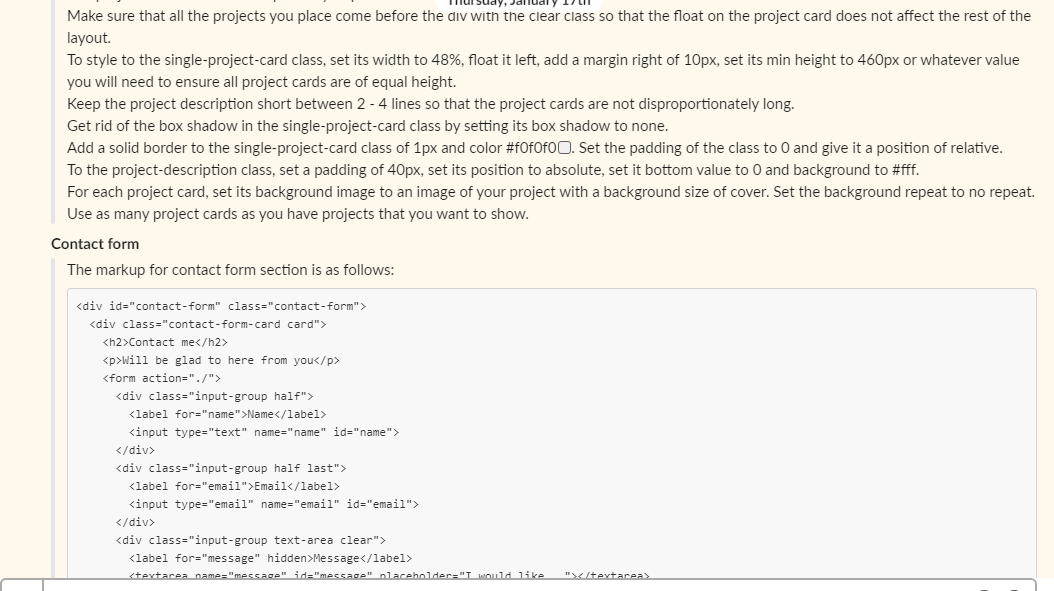 Thursday, January 17th
Make sure that all the projects you place come before the div with the clear class so that the float on the project card does not affect the rest of the
layout.
To style to the single-project-card class, set its width to 48%, float it left, add a margin right of 10px, set its min height to 460px or whatever value
you will need to ensure all project cards are of equal height.
Keep the project description short between 2 - 4 lines so that the project cards are not disproportionately long.
Get rid of the box shadow in the single-project-card class by setting its box shadow to none.
Add a solid border to the single-project-card class of 1px and color #f0f0f0. Set the padding of the class to 0 and give it a position of relative.
To the project-description class, set a padding of 40px, set its position to absolute, set it bottom value to 0 and background to #fff.
For each project card, set its background image to an image of your project with a background size of cover. Set the background repeat to no repeat.
Use as many project cards as you have projects that you want to show.
Contact form
The markup for contact form section is as follows:
<div id="contact-form" class="contact-form">
<div class="contact-form-card card">
<h2>Contact me</h2>
<p>Will be glad to here from you</p>
<form action="./">
<div class="input-group half">
<label for="name">Name</label>
<input type="text" name="name" id="name">
</div>
<div class="input-group half last">
<label for="email">Email</label>
<input type="email" name="email" id="email">
</div>
<div class="input-group text-area clear">
<label for="message" hidden>Message</label>
<textarea name="message" id="message" placeholder="I would like ..."></textarea>